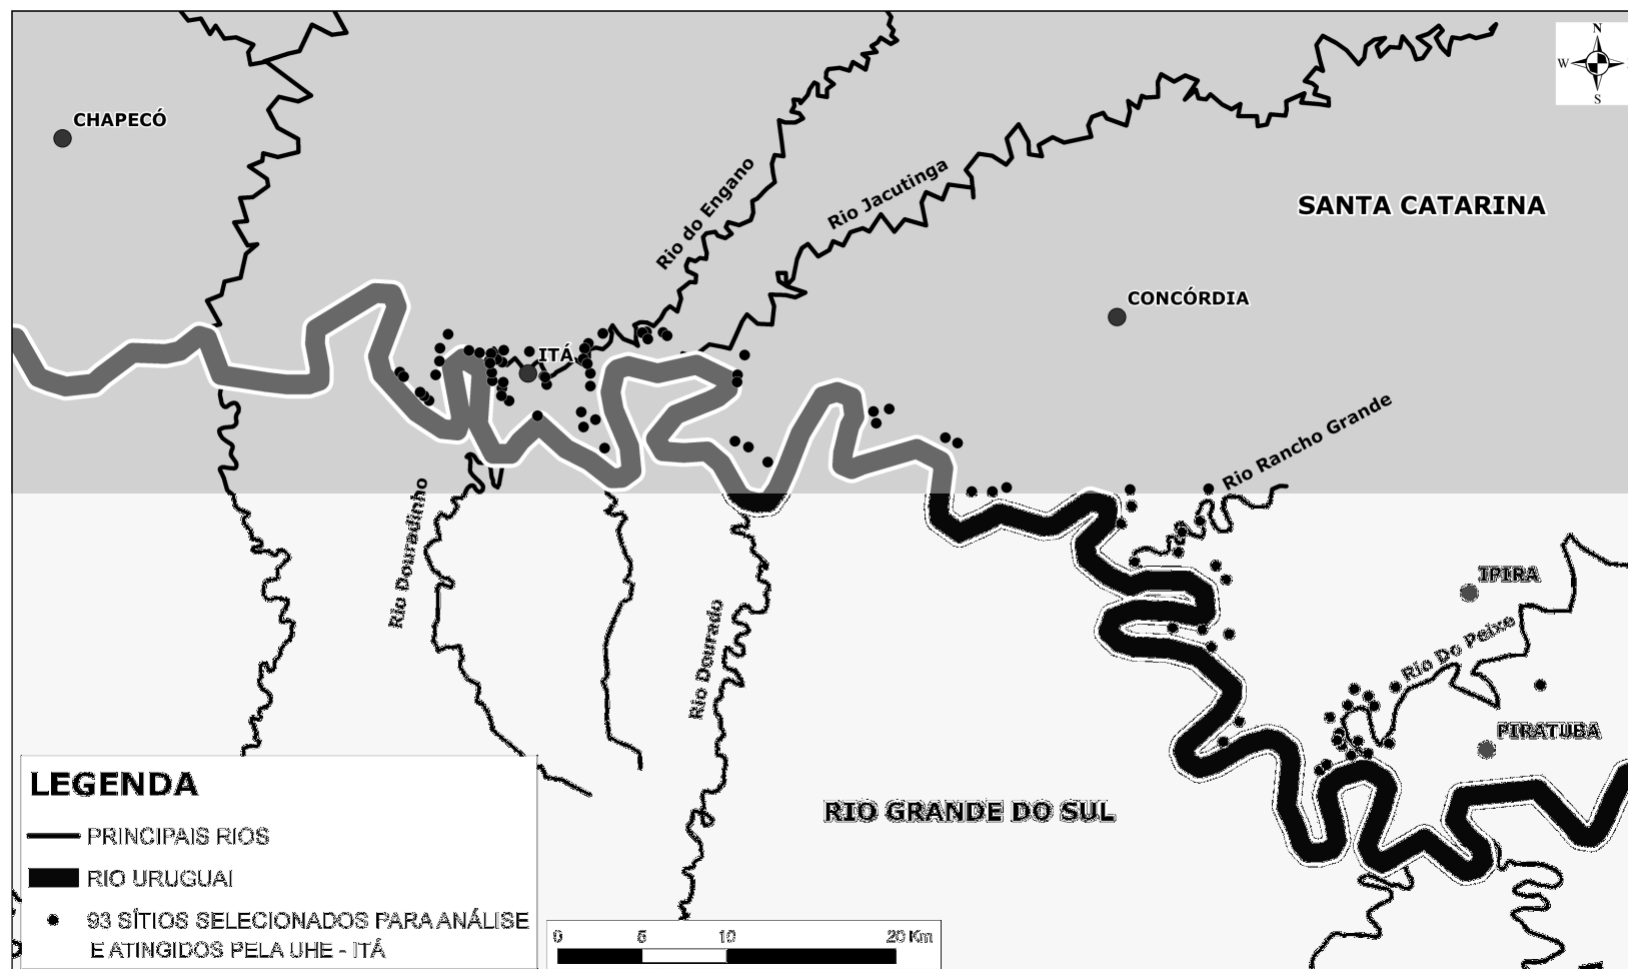 N
W
S
CHAPECÓ
Rio do Engano
Rio Jacutinga
SANTA CATARINA
CONCÓRDIA
ITÁ
Rio Rancho Grande
Rio Douradinho
Rio Dourado
IPIRA
Rio Do Peixe
PIRATUBA
RIO GRANDE DO SUL
LEGENDA
PRINCIPAIS RIOS
RIO URUGUAI
93 SÍTIOS SELECIONADOS PARA ANÁLISE
E ATINGIDOS PELA UHE - ITÁ
0 5 10 20 Km